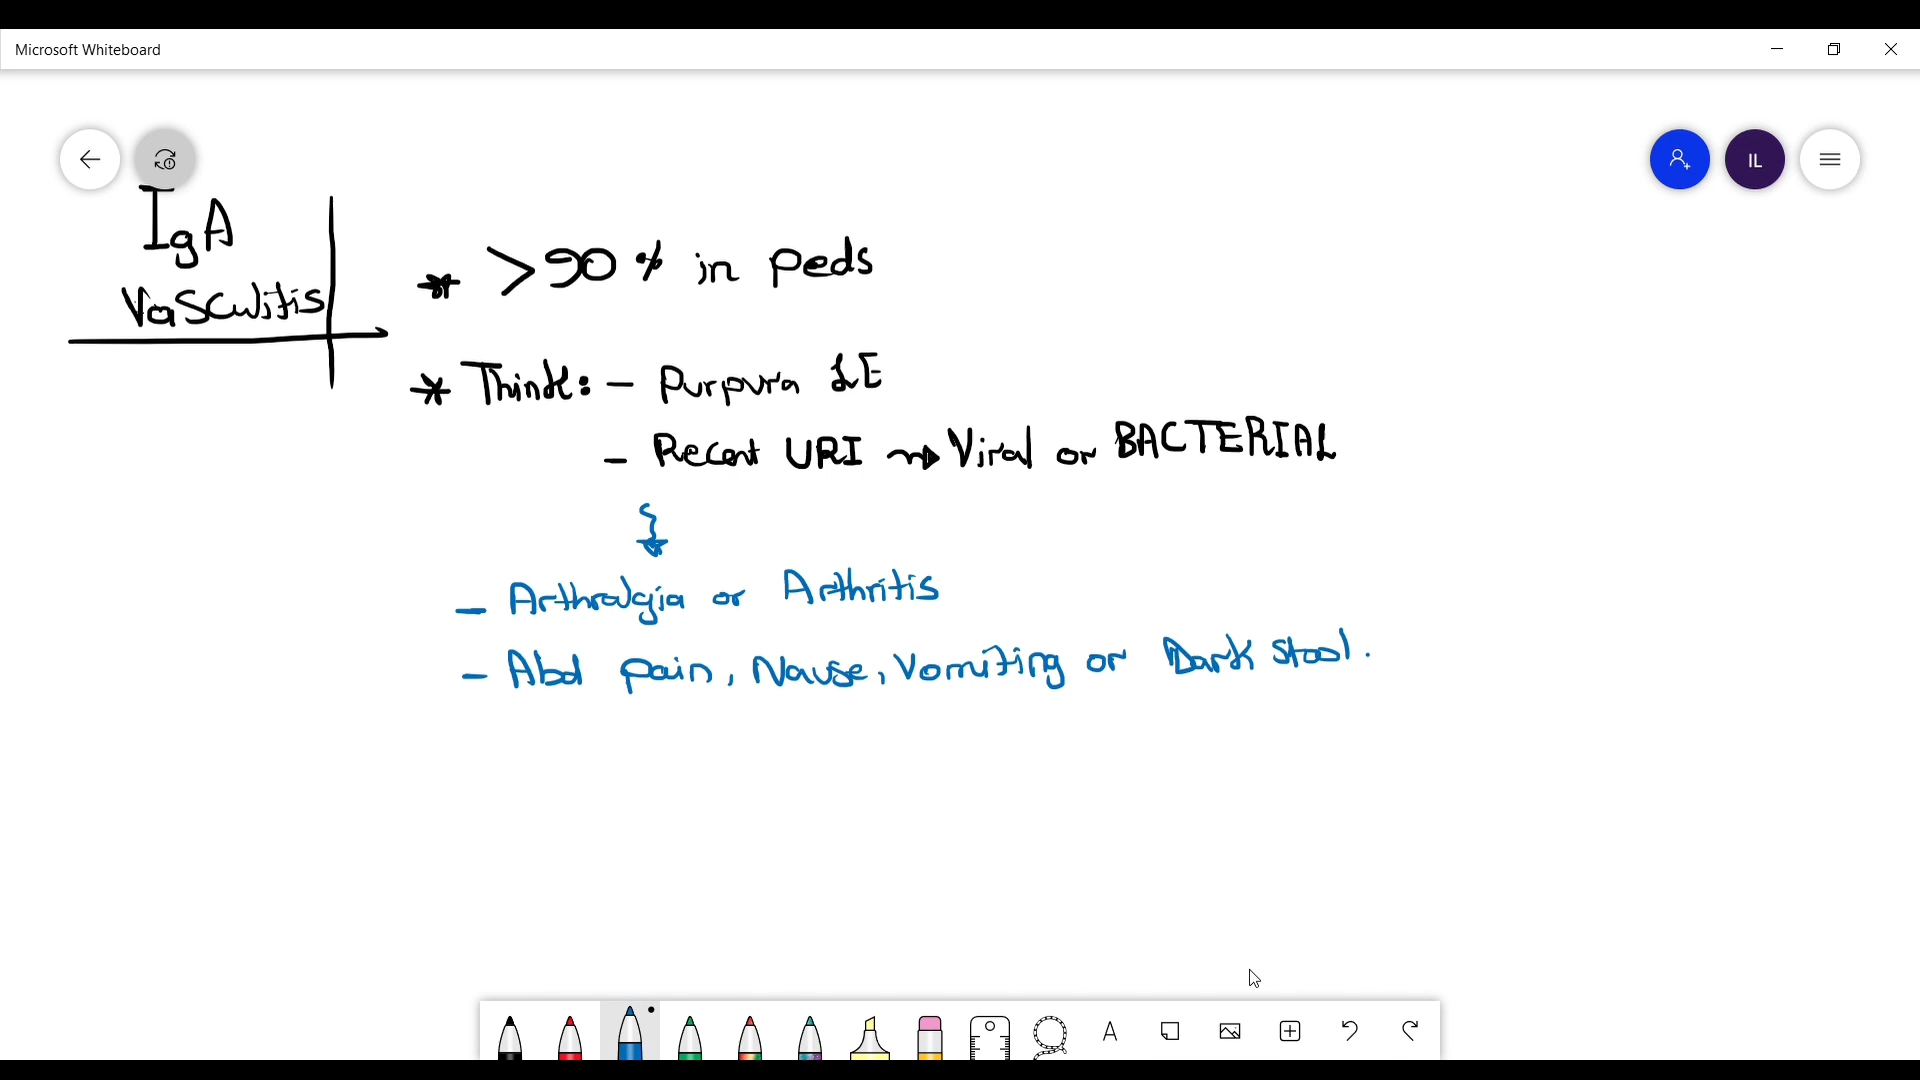 Microsoft Whiteboard
IL
IgA
Vasculitis
* >90 % in peds
* Think: - Purpura LE
- Recent URI → Viral or BACTERIAL
- Arthralgia or Arthritis
- Abd pain, Nause, Vomiting or Dark stool.
A